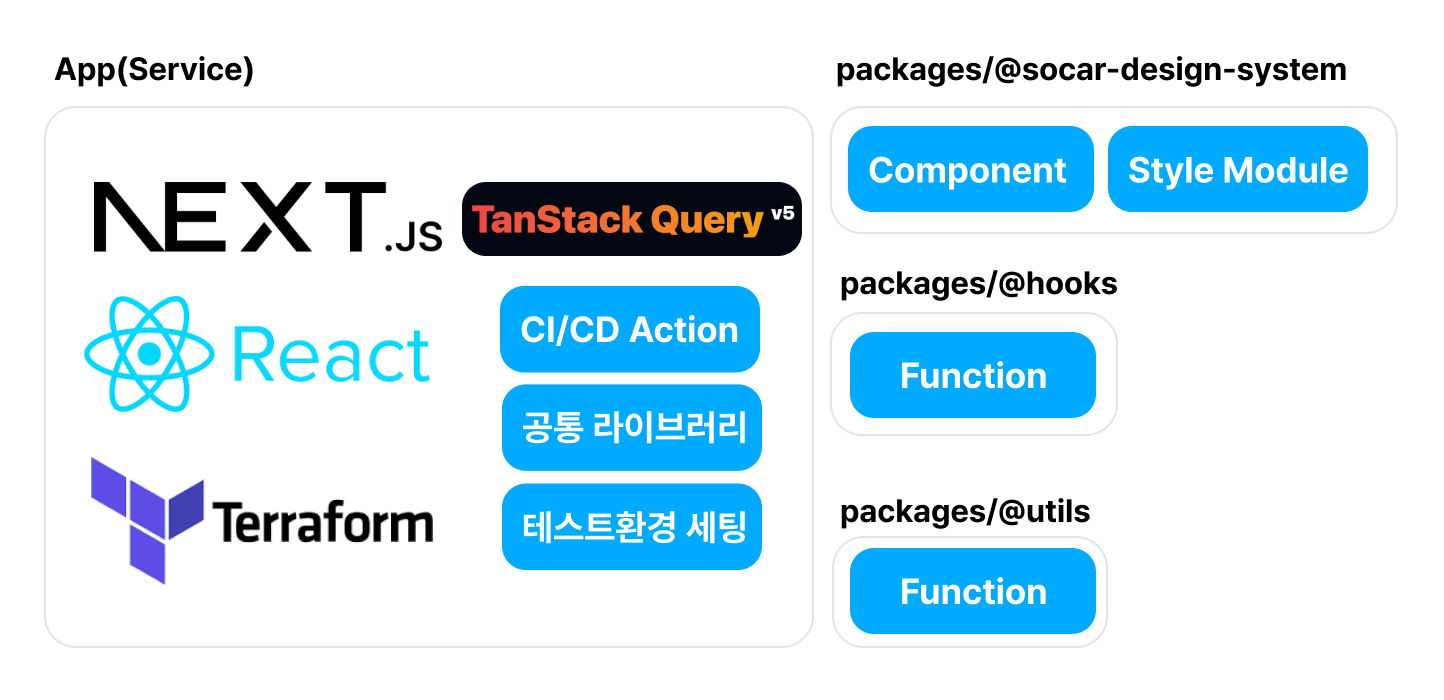 App(Service)
NEXT.JS
TanStack Query v5
React
CI/CD Action
공통 라이브러리
Terraform
테스트환경 세팅
packages/@socar-design-system
Component
Style Module
packages/@hooks
Function
packages/@utils
Function